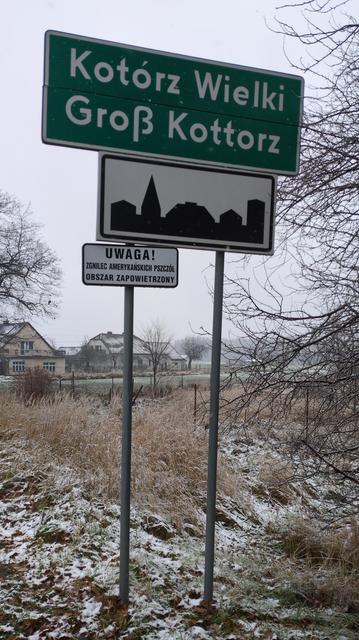 Kotórz Wielki
Groß Kottorz
UWAGA!
ZGNILEC AMERYKAŃSKICH PSZCZÓŁ
OBSZAR ZAPOWIETRZONY